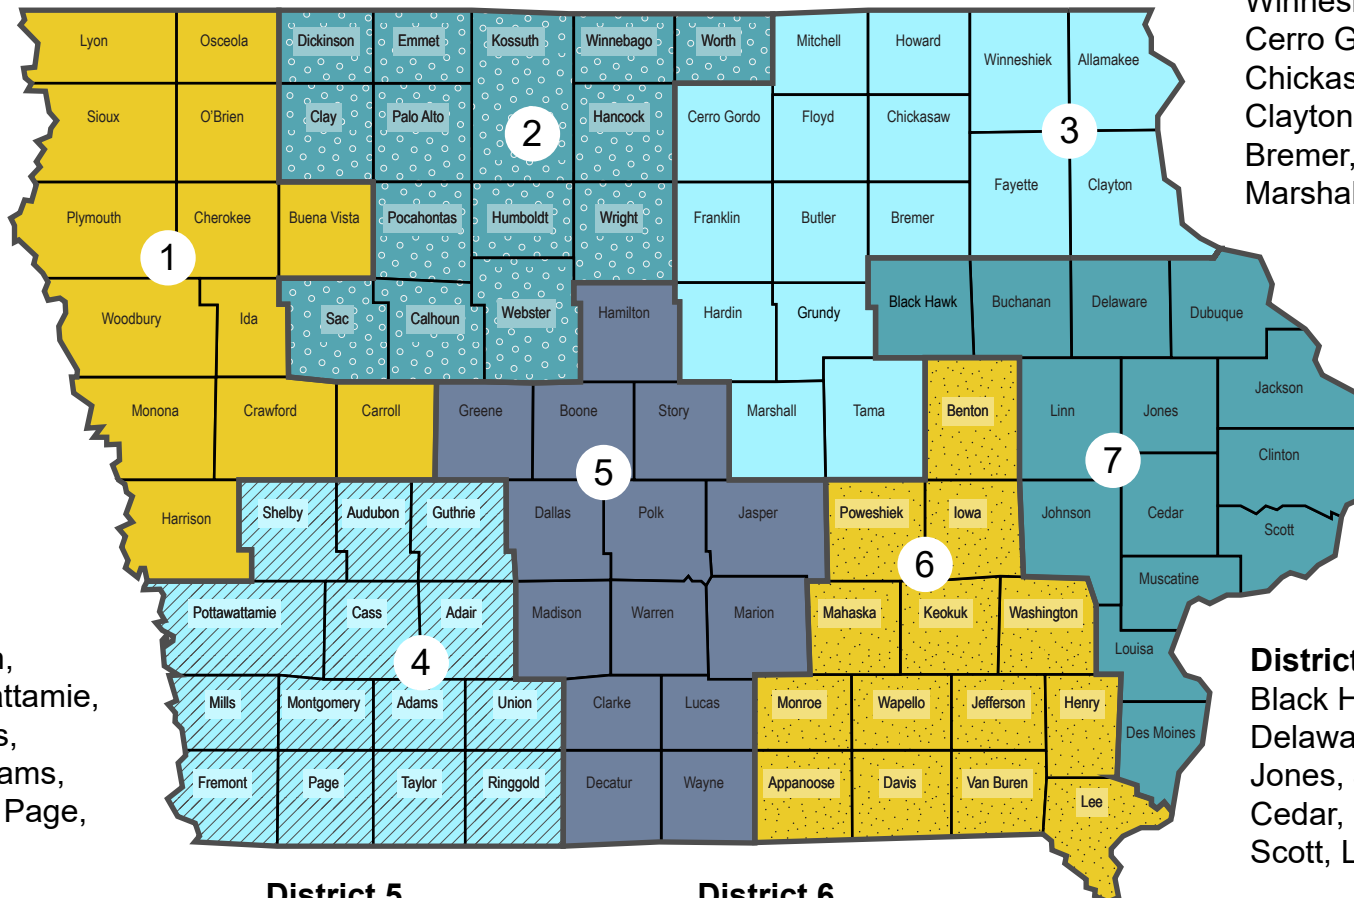 Lyon Osceola Dickinson Emmet Kossuth Winnebago Worth Mitchell Howard Winneshiek Allamakee
Sioux O'Brien Clay Palo Alto 2 Hancock Cerro Gordo Floyd Chickasaw 3
Plymouth Cherokee Buena Vista Pocahontas Humboldt Wright Franklin Butler Bremer Fayette Clayton
1
Woodbury Ida Sac Calhoun Webster Hamilton Hardin Grundy Black Hawk Buchanan Delaware Dubuque
Monona Crawford Carroll Greene Boone Story Marshall Tama Benton Linn Jones Jackson
5 7 Clinton
Harrison Shelby Audubon Guthrie Dallas Polk Jasper Poweshiek Iowa Johnson Cedar Scott
6 Muscatine
Pottawattamie Cass Adair Madison Warren Marion Mahaska Keokuk Washington
4 Louisa
Mills Montgomery Adams Union Clarke Lucas Monroe Wapello Jefferson Henry Des Moines
Fremont Page Taylor Ringgold Decatur Wayne Appanoose Davis Van Buren Lee
Cerro G
Chickas
Clayton
Bremer,
Marshal
attamie,
s,
ams,
Page,
District
Black H
Delawa
Jones,
Cedar,
Scott, L
District 5
District 6